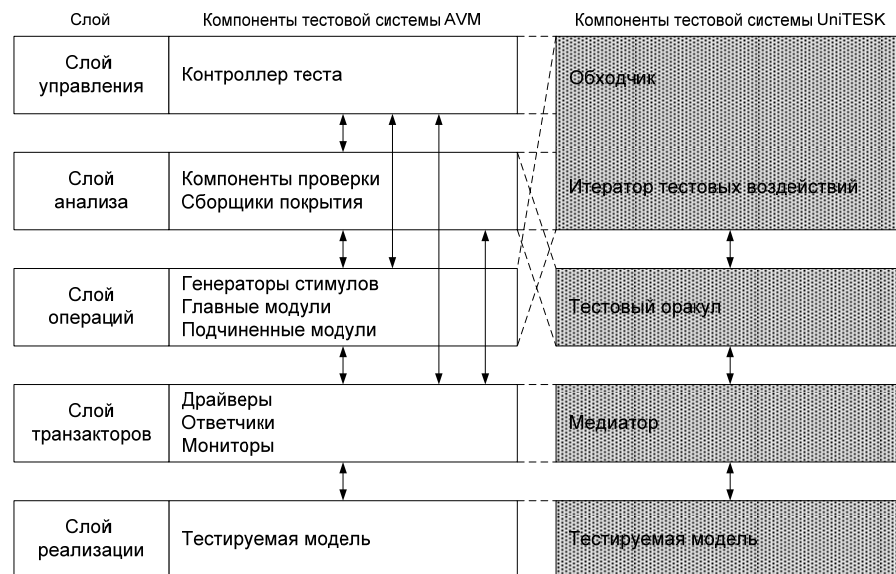 Слой
Компоненты тестовой системы AVM
Компоненты тестовой системы UniTESK
Слой
управления
Контроллер теста
Обходчик
Слой
анализа
Компоненты проверки
Сборщики покрытия
Итератор тестовых воздействий
Слой
операций
Генераторы стимулов
Главные модули
Подчиненные модули
Тестовый оракул
Слой
транзакторов
Драйверы
Ответчики
Мониторы
Медиатор
Слой
реализации
Тестируемая модель
Тестируемая модель